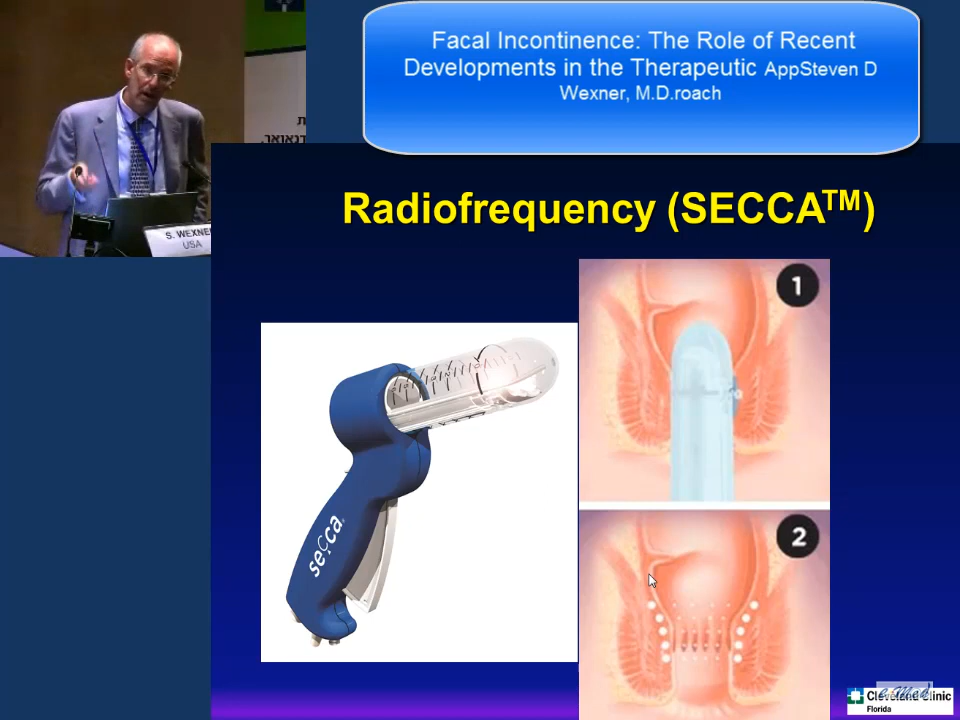 Facal Incontinence: The Role of Recent
Developments in the Therapeutic AppSteven D
Wexner, M.D.roach
S. WEXNER
USA
Radiofrequency (SECCA™)
secca
1
2
Cleveland Clinic
Florida
e-Med